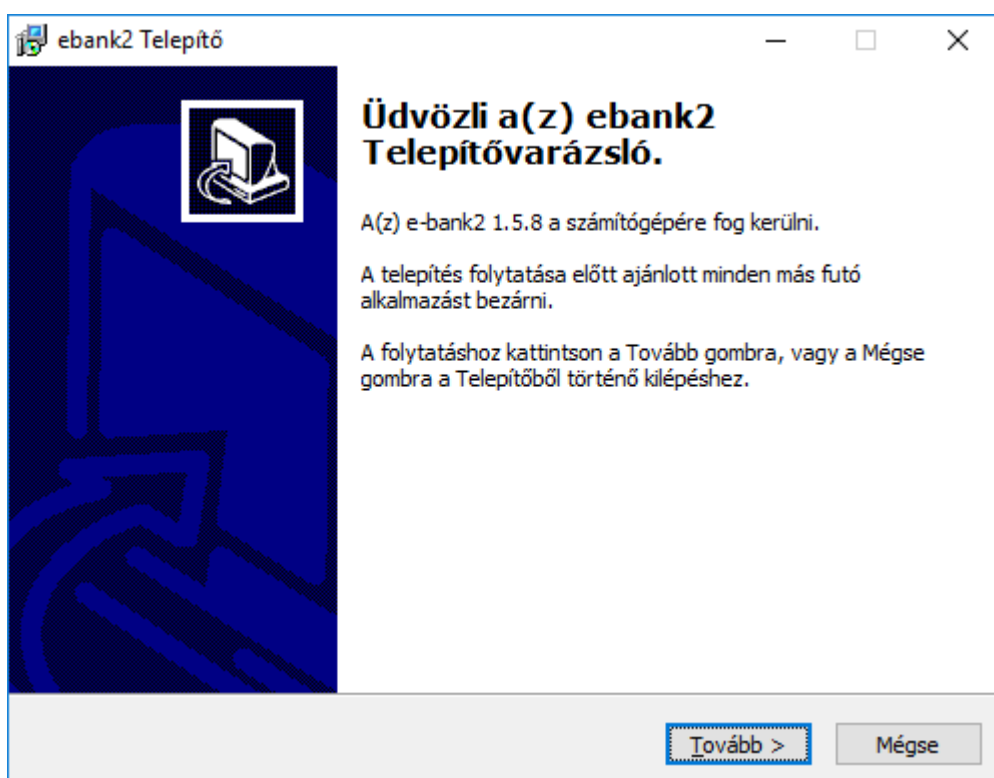 ebank2 Telepítő
Üdvözli a(z) ebank2
Telepítővarázsló.
A(z) e-bank2 1.5.8 a számítógépére fog kerülni.
A telepítés folytatása előtt ajánlott minden más futó
alkalmazást bezárni.
A folytatáshoz kattintson a Tovább gombra, vagy a Mégse
gombra a Telepítőből történő kilépéshez.
Tovább >
Mégse